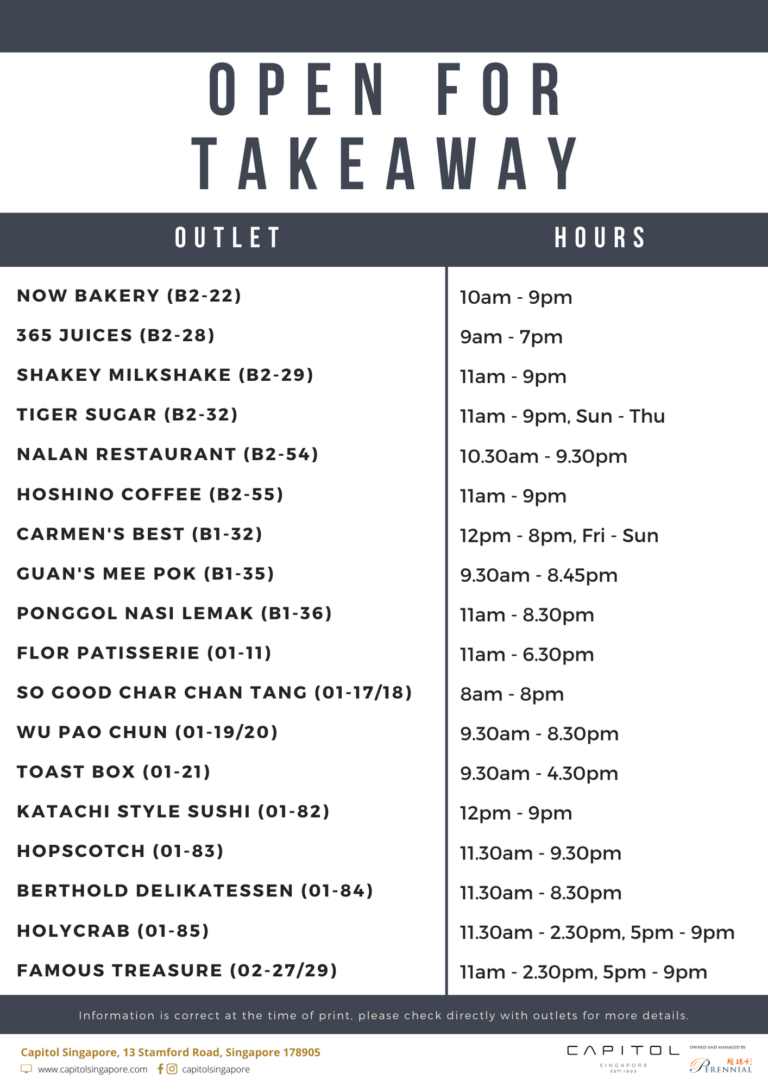 OPEN FOR
TAKEAWAY
OUTLET HOURS
NOW BAKERY (B2-22) 10am - 9pm
365 JUICES (B2-28) 9am - 7pm
SHAKEY MILKSHAKE (B2-29) 11am - 9pm
TIGER SUGAR (B2-32) 11am - 9pm, Sun - Thu
NALAN RESTAURANT (B2-54) 10.30am - 9.30pm
HOSHINO COFFEE (B2-55) 11am - 9pm
CARMEN'S BEST (B1-32) 12pm - 8pm, Fri - Sun
GUAN'S MEE POK (B1-35) 9.30am - 8.45pm
PONGGOL NASI LEMAK (B1-36) 11am - 8.30pm
FLOR PATISSERIE (01-11) 11am - 6.30pm
SO GOOD CHAR CHAN TANG (01-17/18) 8am - 8pm
WU PAO CHUN (01-19/20) 9.30am - 8.30pm
TOAST BOX (01-21) 9.30am - 4.30pm
KATACHI STYLE SUSHI (01-82) 12pm - 9pm
HOPSCOTCH (01-83) 11.30am - 9.30pm
BERTHOLD DELIKATESSEN (01-84) 11.30am - 8.30pm
HOLYCRAB (01-85) 11.30am - 2.30pm, 5pm - 9pm
FAMOUS TREASURE (02-27/29) 11am - 2.30pm, 5pm - 9pm
Information is correct at the time of print, please check directly with outlets for more details.
Capitol Singapore, 13 Stamford Road, Singapore 178905
www.capitolsingapore.com capitolsingapore
CAPITOL
SINGAPORE
OWNED AND MANAGED BY
PERENNIAL